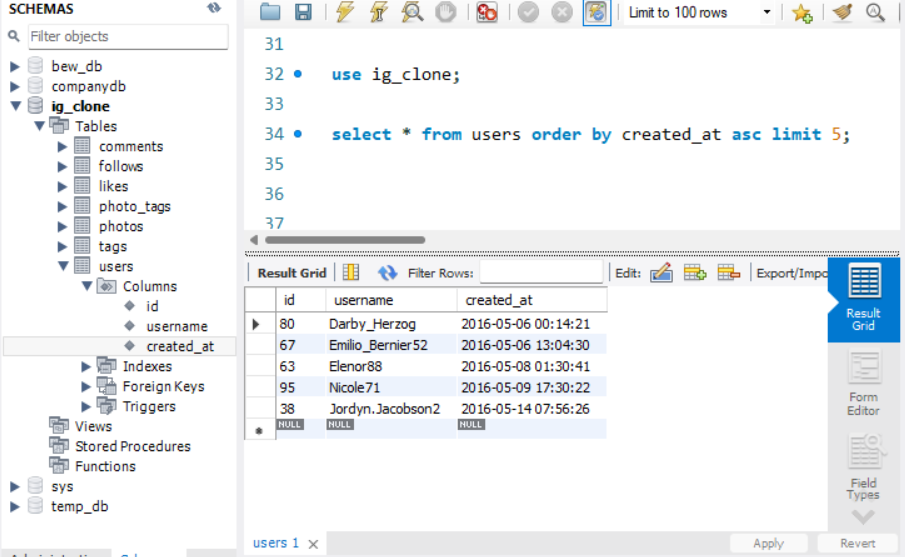 SCHEMAS
Filter objects
bew_db
companydb
ig_clone
Tables
comments
follows
likes
photo_tags
photos
tags
users
Columns
id
username
created_at
Indexes
Foreign Keys
Triggers
Views
Stored Procedures
Functions
sys
temp_db
Limit to 100 rows
31
32 use ig_clone;
33
34 select * from users order by created_at asc limit 5;
35
36
37
Result Grid Filter Rows: Edit: Export/Impo
id username created_at
80 Darby_Herzog 2016-05-06 00:14:21
67 Emilio_Bernier52 2016-05-06 13:04:30
63 Elenor88 2016-05-08 01:30:41
95 Nicole71 2016-05-09 17:30:22
38 Jordyn.Jacobson2 2016-05-14 07:56:26
NULL NULL NULL
Result
Grid
Form
Editor
Field
Types
users 1
Apply Revert